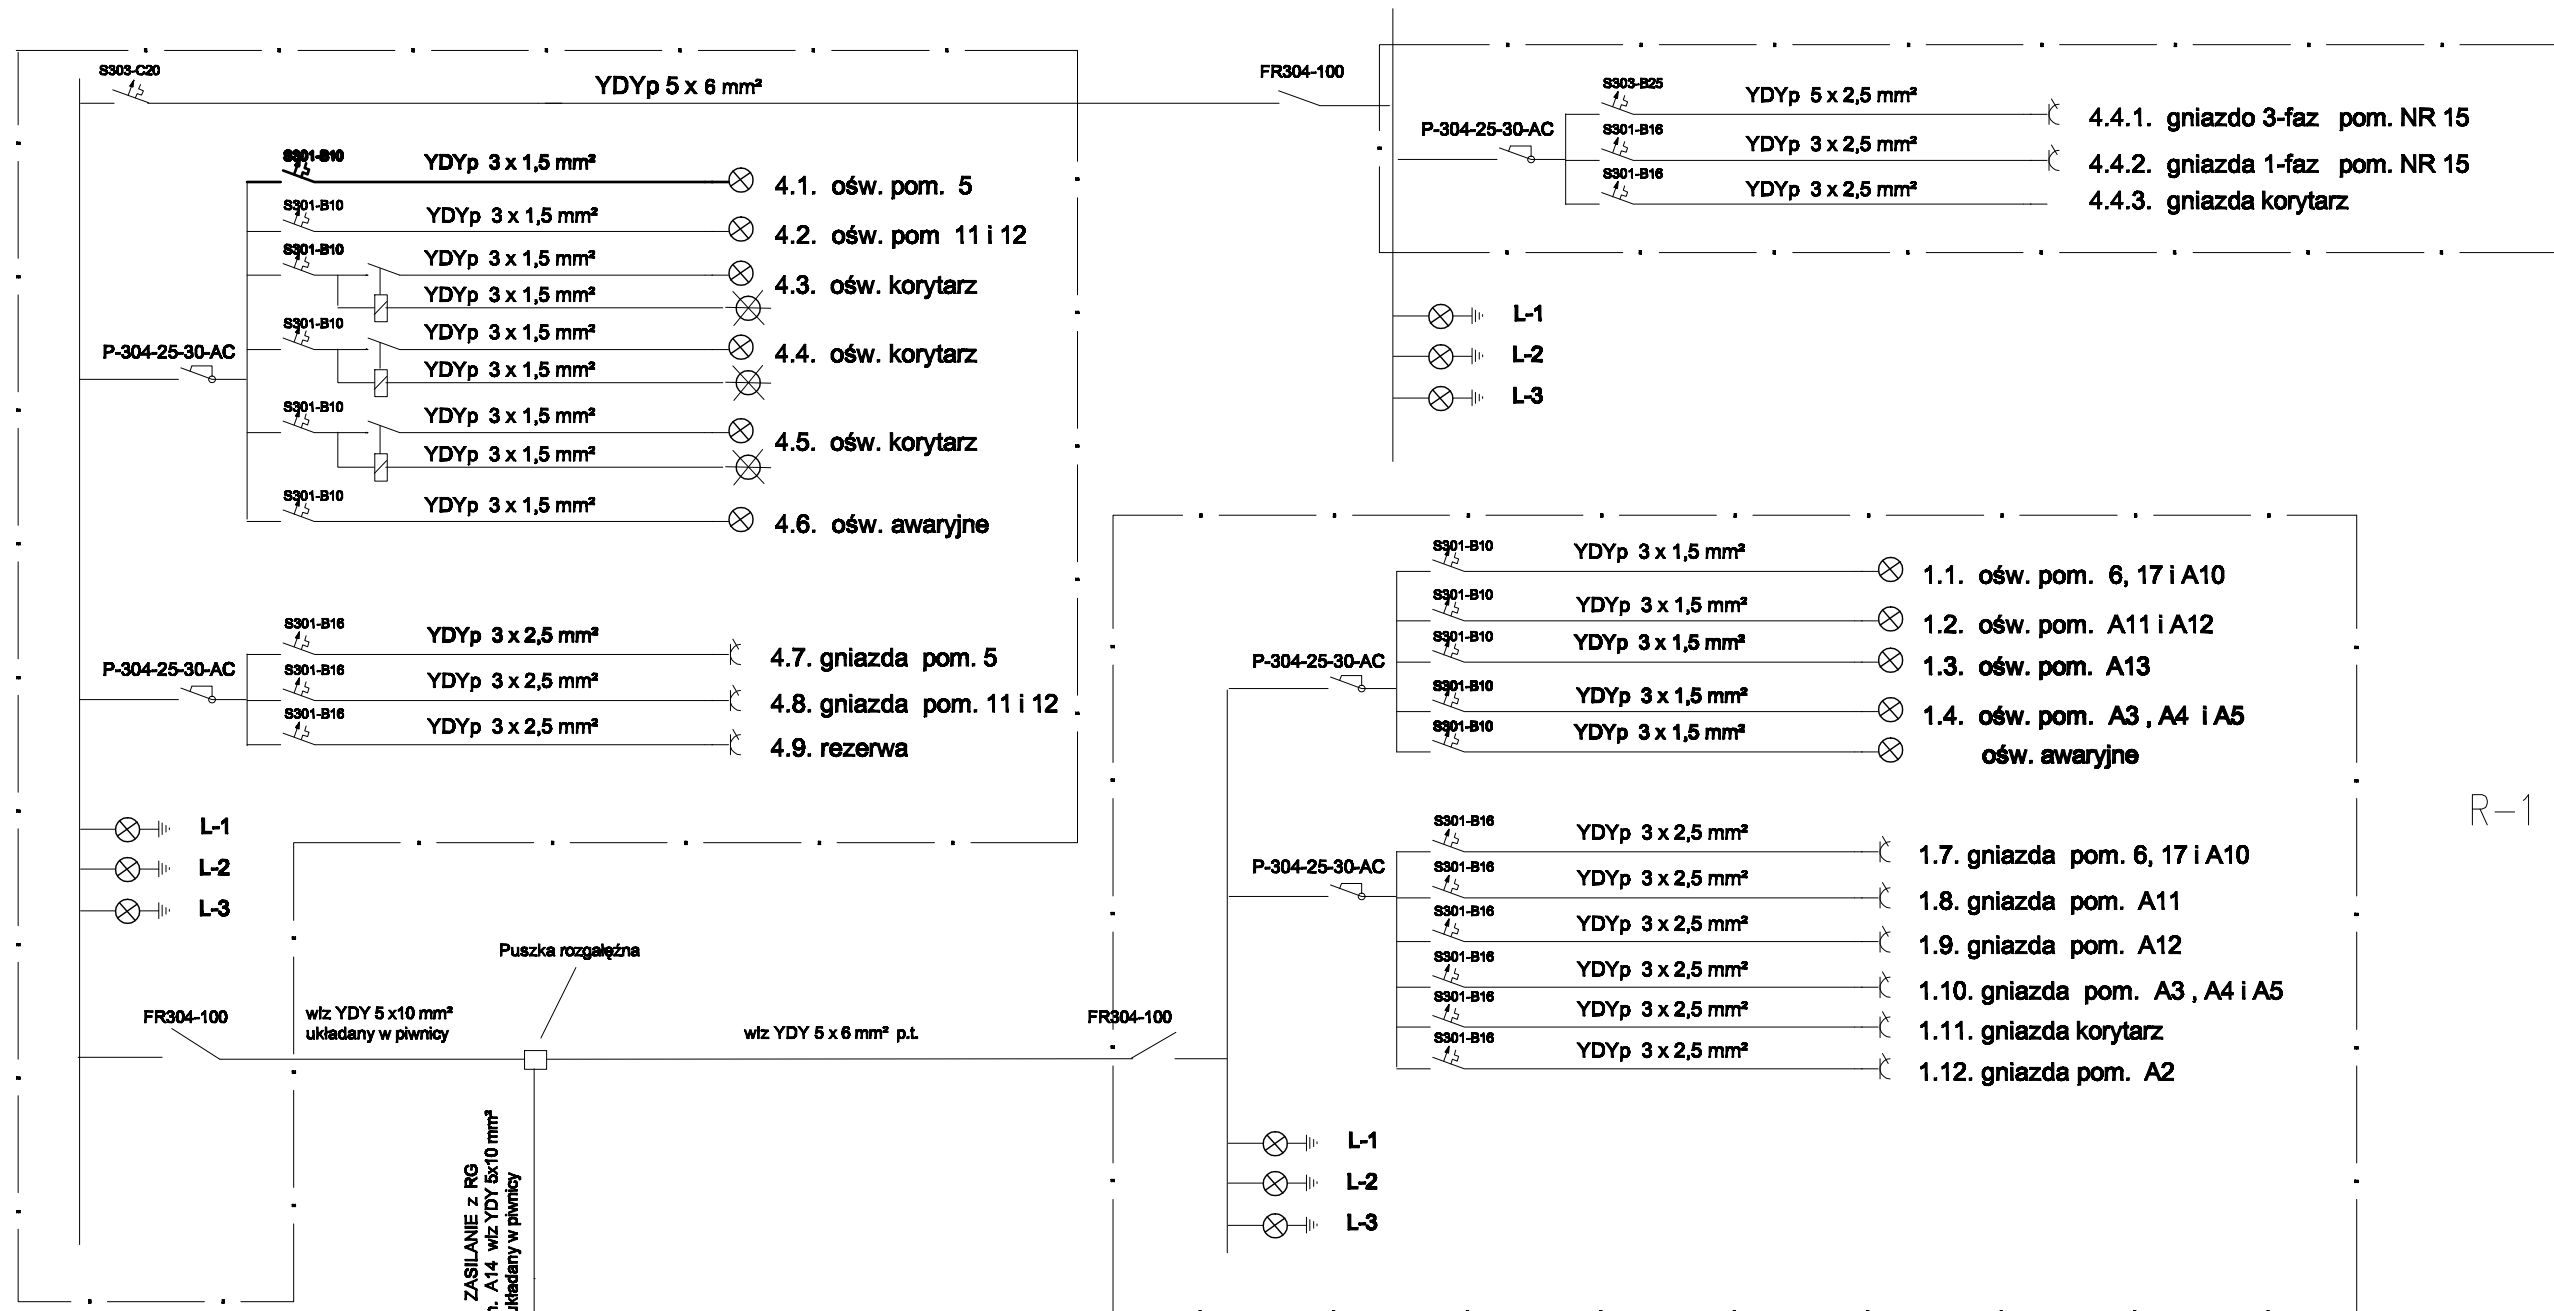 S303-C20
YDYp 5 x 6 mm²
FR304-100
S301-B10
YDYp 3 x 1,5 mm²
4.1. ośw. pom. 5
S301-B10
YDYp 3 x 1,5 mm²
4.2. ośw. pom 11 i 12
S301-B10
YDYp 3 x 1,5 mm²
YDYp 3 x 1,5 mm²
4.3. ośw. korytarz
S301-B10
YDYp 3 x 1,5 mm²
YDYp 3 x 1,5 mm²
4.4. ośw. korytarz
P-304-25-30-AC
S301-B10
YDYp 3 x 1,5 mm²
YDYp 3 x 1,5 mm²
4.5. ośw. korytarz
S301-B10
YDYp 3 x 1,5 mm²
4.6. ośw. awaryjne
P-304-25-30-AC
S301-B16
YDYp 3 x 2,5 mm²
4.7. gniazda pom. 5
S301-B16
YDYp 3 x 2,5 mm²
4.8. gniazda pom. 11 i 12
S301-B16
YDYp 3 x 2,5 mm²
4.9. rezerwa
L-1
L-2
L-3
P-304-25-30-AC
S303-B25
YDYp 5 x 2,5 mm²
4.4.1. gniazdo 3-faz pom. NR 15
S301-B16
YDYp 3 x 2,5 mm²
4.4.2. gniazda 1-faz pom. NR 15
S301-B16
YDYp 3 x 2,5 mm²
4.4.3. gniazda korytarz
L-1
L-2
L-3
P-304-25-30-AC
S301-B10
YDYp 3 x 1,5 mm²
1.1. ośw. pom. 6, 17 i A10
S301-B10
YDYp 3 x 1,5 mm²
1.2. ośw. pom. A11 i A12
S301-B10
YDYp 3 x 1,5 mm²
1.3. ośw. pom. A13
S301-B10
YDYp 3 x 1,5 mm²
1.4. ośw. pom. A3 , A4 i A5
S301-B10
YDYp 3 x 1,5 mm²
ośw. awaryjne
R-1
P-304-25-30-AC
S301-B16
YDYp 3 x 2,5 mm²
1.7. gniazda pom. 6, 17 i A10
S301-B16
YDYp 3 x 2,5 mm²
1.8. gniazda pom. A11
S301-B16
YDYp 3 x 2,5 mm²
1.9. gniazda pom. A12
S301-B16
YDYp 3 x 2,5 mm²
1.10. gniazda pom. A3 , A4 i A5
S301-B16
YDYp 3 x 2,5 mm²
1.11. gniazda korytarz
S301-B16
YDYp 3 x 2,5 mm²
1.12. gniazda pom. A2
Puszka rozgałęźna
FR304-100
wlz YDY 5 x10 mm²
układany w piwnicy
wlz YDY 5 x 6 mm² p.t.
FR304-100
L-1
L-2
L-3
ZASILANIE z RG
A14 wlz YDY 5x10 mm²
układany w piwnicy